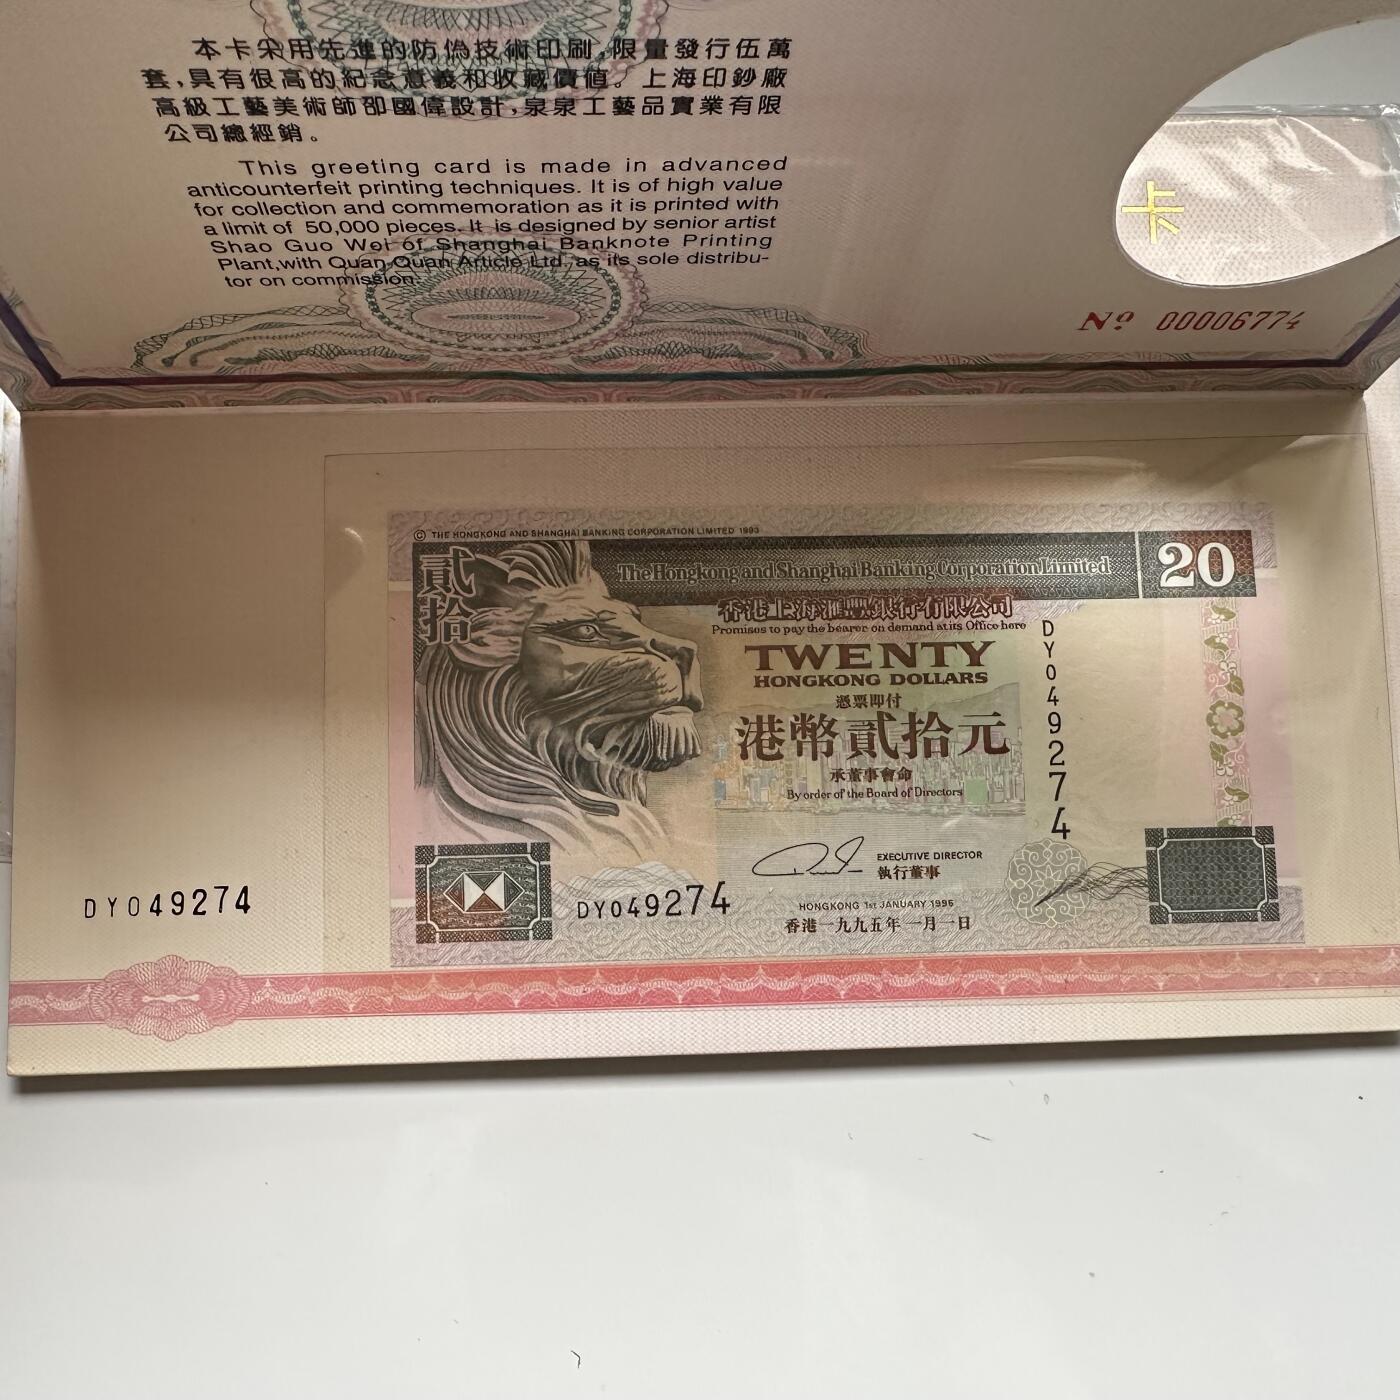 本卡采用先進的防偽技術印刷,限量發行伍萬
套,具有很高的紀念意義和收藏價值。上海印鈔廠
高級工藝美術師邵國偉設計,泉泉工藝品實業有限
公司總經銷。
This greeting card is made in advanced
anticounterfeit printing techniques. It is of high value
for collection and commemoration as it is printed with
a limit of 50,000 pieces. It is designed by senior artist
Shao Guo Wei of Shanghai Banknote Printing
Plant,with Quan Quan Article Ltd. as its sole distribu-
tor on commission.
卡
Nº 00006774
© THE HONGKONG AND SHANGHAI BANKING CORPORATION LIMITED 1993
貳拾
The Hongkong and Shanghai Banking Corporation Limited
20
香港上海滙豐銀行有限公司
Promises to pay the bearer on demand at its Office here
TWENTY
HONGKONG DOLLARS
憑票即付
港幣貳拾元
承董事會命
By order of the Board of Directors
DY049274
EXECUTIVE DIRECTOR
執行董事
DY049274
DY049274
HONGKONG 1st JANUARY 1995
香港一九九五年一月一日